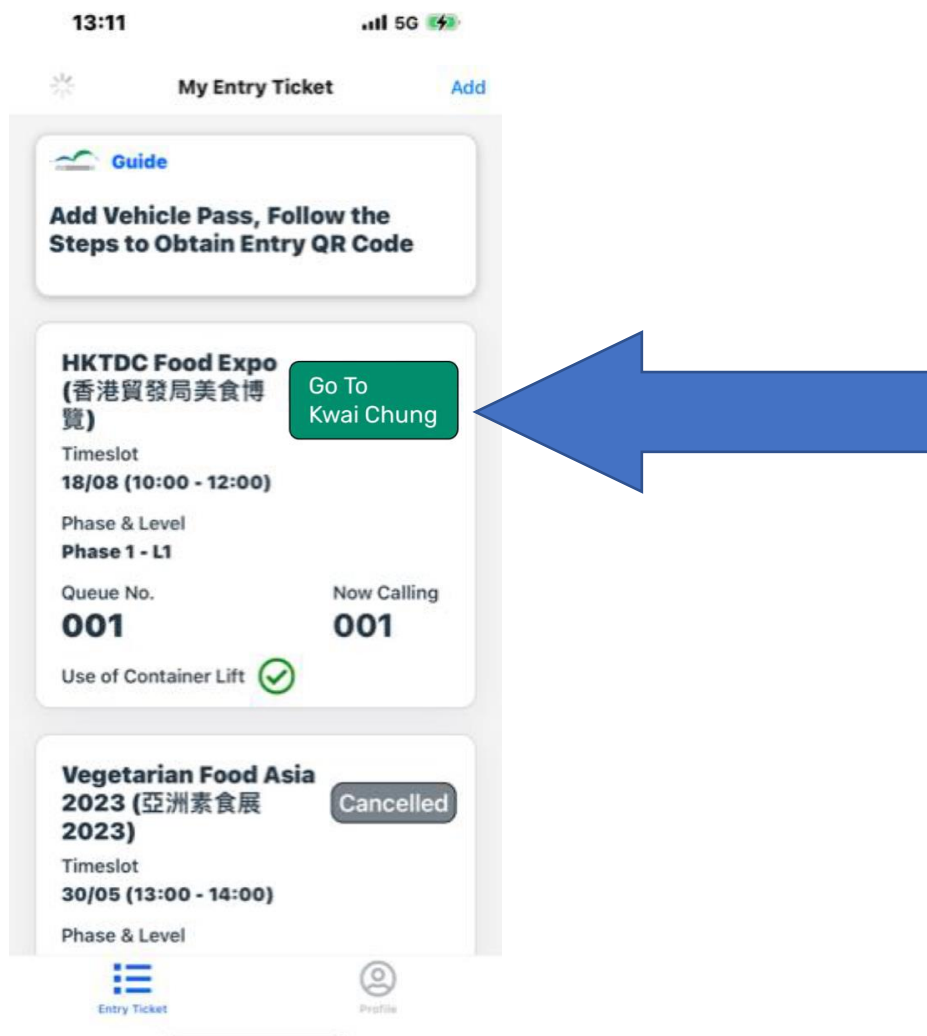 13:11 5G
My Entry Ticket Add
Guide
Add Vehicle Pass, Follow the
Steps to Obtain Entry QR Code
HKTDC Food Expo
(香港貿發局美食博
覽)
Go To
Kwai Chung
Timeslot
18/08 (10:00 - 12:00)
Phase & Level
Phase 1 - L1
Queue No. Now Calling
001 001
Use of Container Lift
Vegetarian Food Asia
2023 (亞洲素食展
2023)
Cancelled
Timeslot
30/05 (13:00 - 14:00)
Phase & Level
Entry Ticket Profile